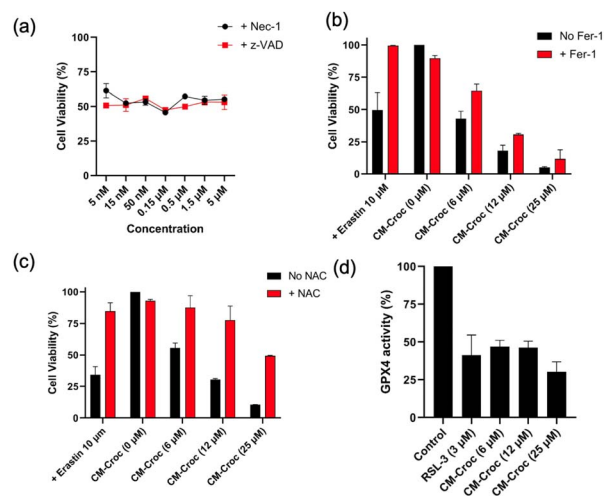 (a)
+ Nec-1
+ z-VAD
Cell Viability (%)
100
75
50
25
0
5 nM
15 nM
50 nM
0.15 µM
0.5 µM
1.5 µM
5 µM
Concentration
(b)
No Fer-1
+ Fer-1
Cell Viability (%)
100
75
50
25
0
+ Erastin 10 µM
CM-Croc (0 µM)
CM-Croc (6 µM)
CM-Croc (12 µM)
CM-Croc (25 µM)
(c)
No NAC
+ NAC
Cell Viability (%)
100
75
50
25
0
+ Erastin 10 µm
CM-Croc (0 µM)
CM-Croc (6 µM)
CM-Croc (12 µM)
CM-Croc (25 µM)
(d)
GPX4 activity (%)
100
75
50
25
0
Control
RSL-3 (3 µM)
CM-Croc (6 µM)
CM-Croc (12 µM)
CM-Croc (25 µM)